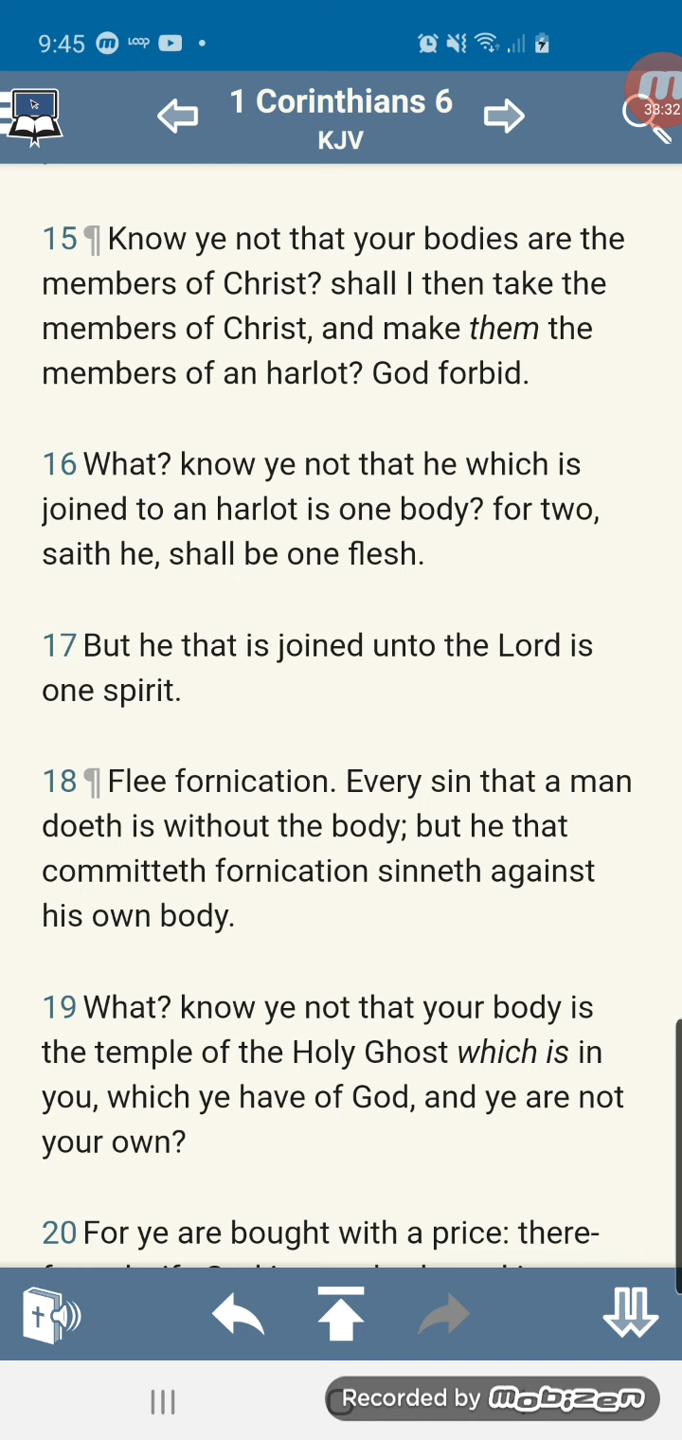 9:45 m LOOP
1 Corinthians 6
KJV
33:32
15 ¶ Know ye not that your bodies are the
members of Christ? shall I then take the
members of Christ, and make them the
members of an harlot? God forbid.
16 What? know ye not that he which is
joined to an harlot is one body? for two,
saith he, shall be one flesh.
17 But he that is joined unto the Lord is
one spirit.
18 ¶ Flee fornication. Every sin that a man
doeth is without the body; but he that
committeth fornication sinneth against
his own body.
19 What? know ye not that your body is
the temple of the Holy Ghost which is in
you, which ye have of God, and ye are not
your own?
20 For ye are bought with a price: there-
Recorded by mobizen